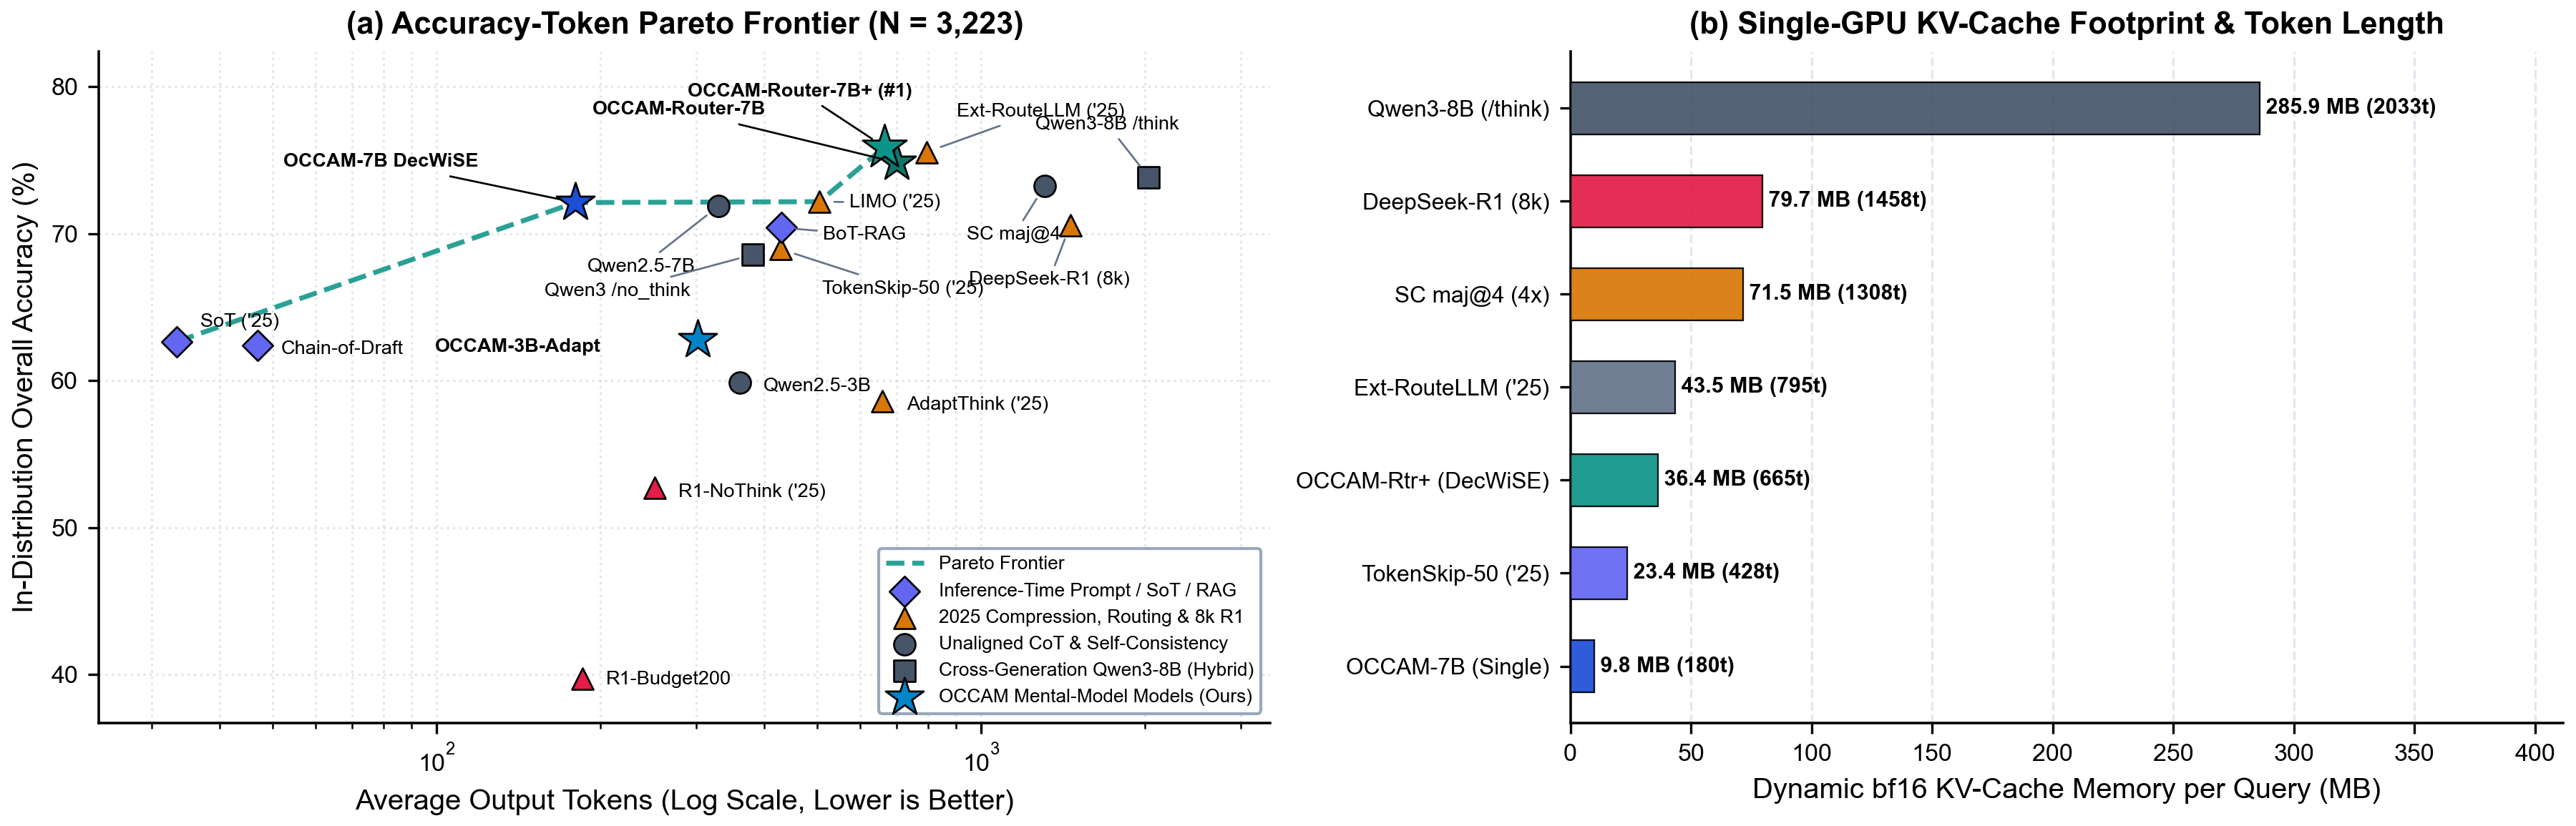 (a) Accuracy-Token Pareto Frontier (N = 3,223)
In-Distribution Overall Accuracy (%)
80
70
60
50
40
OCCAM-Router-7B+ (#1)
OCCAM-Router-7B
Ext-RouteLLM ('25)
Qwen3-8B /think
OCCAM-7B DecWiSE
LIMO ('25)
BoT-RAG
SC maj@4
Qwen2.5-7B
DeepSeek-R1 (8k)
Qwen3 /no_think
TokenSkip-50 ('25)
SoT ('25)
Chain-of-Draft
OCCAM-3B-Adapt
Qwen2.5-3B
AdaptThink ('25)
R1-NoThink ('25)
R1-Budget200
Pareto Frontier
Inference-Time Prompt / SoT / RAG
2025 Compression, Routing & 8k R1
Unaligned CoT & Self-Consistency
Cross-Generation Qwen3-8B (Hybrid)
OCCAM Mental-Model Models (Ours)
10²
10³
Average Output Tokens (Log Scale, Lower is Better)
(b) Single-GPU KV-Cache Footprint & Token Length
Qwen3-8B (/think)
285.9 MB (2033t)
DeepSeek-R1 (8k)
79.7 MB (1458t)
SC maj@4 (4x)
71.5 MB (1308t)
Ext-RouteLLM ('25)
43.5 MB (795t)
OCCAM-Rtr+ (DecWiSE)
36.4 MB (665t)
TokenSkip-50 ('25)
23.4 MB (428t)
OCCAM-7B (Single)
9.8 MB (180t)
0 50 100 150 200 250 300 350 400
Dynamic bf16 KV-Cache Memory per Query (MB)